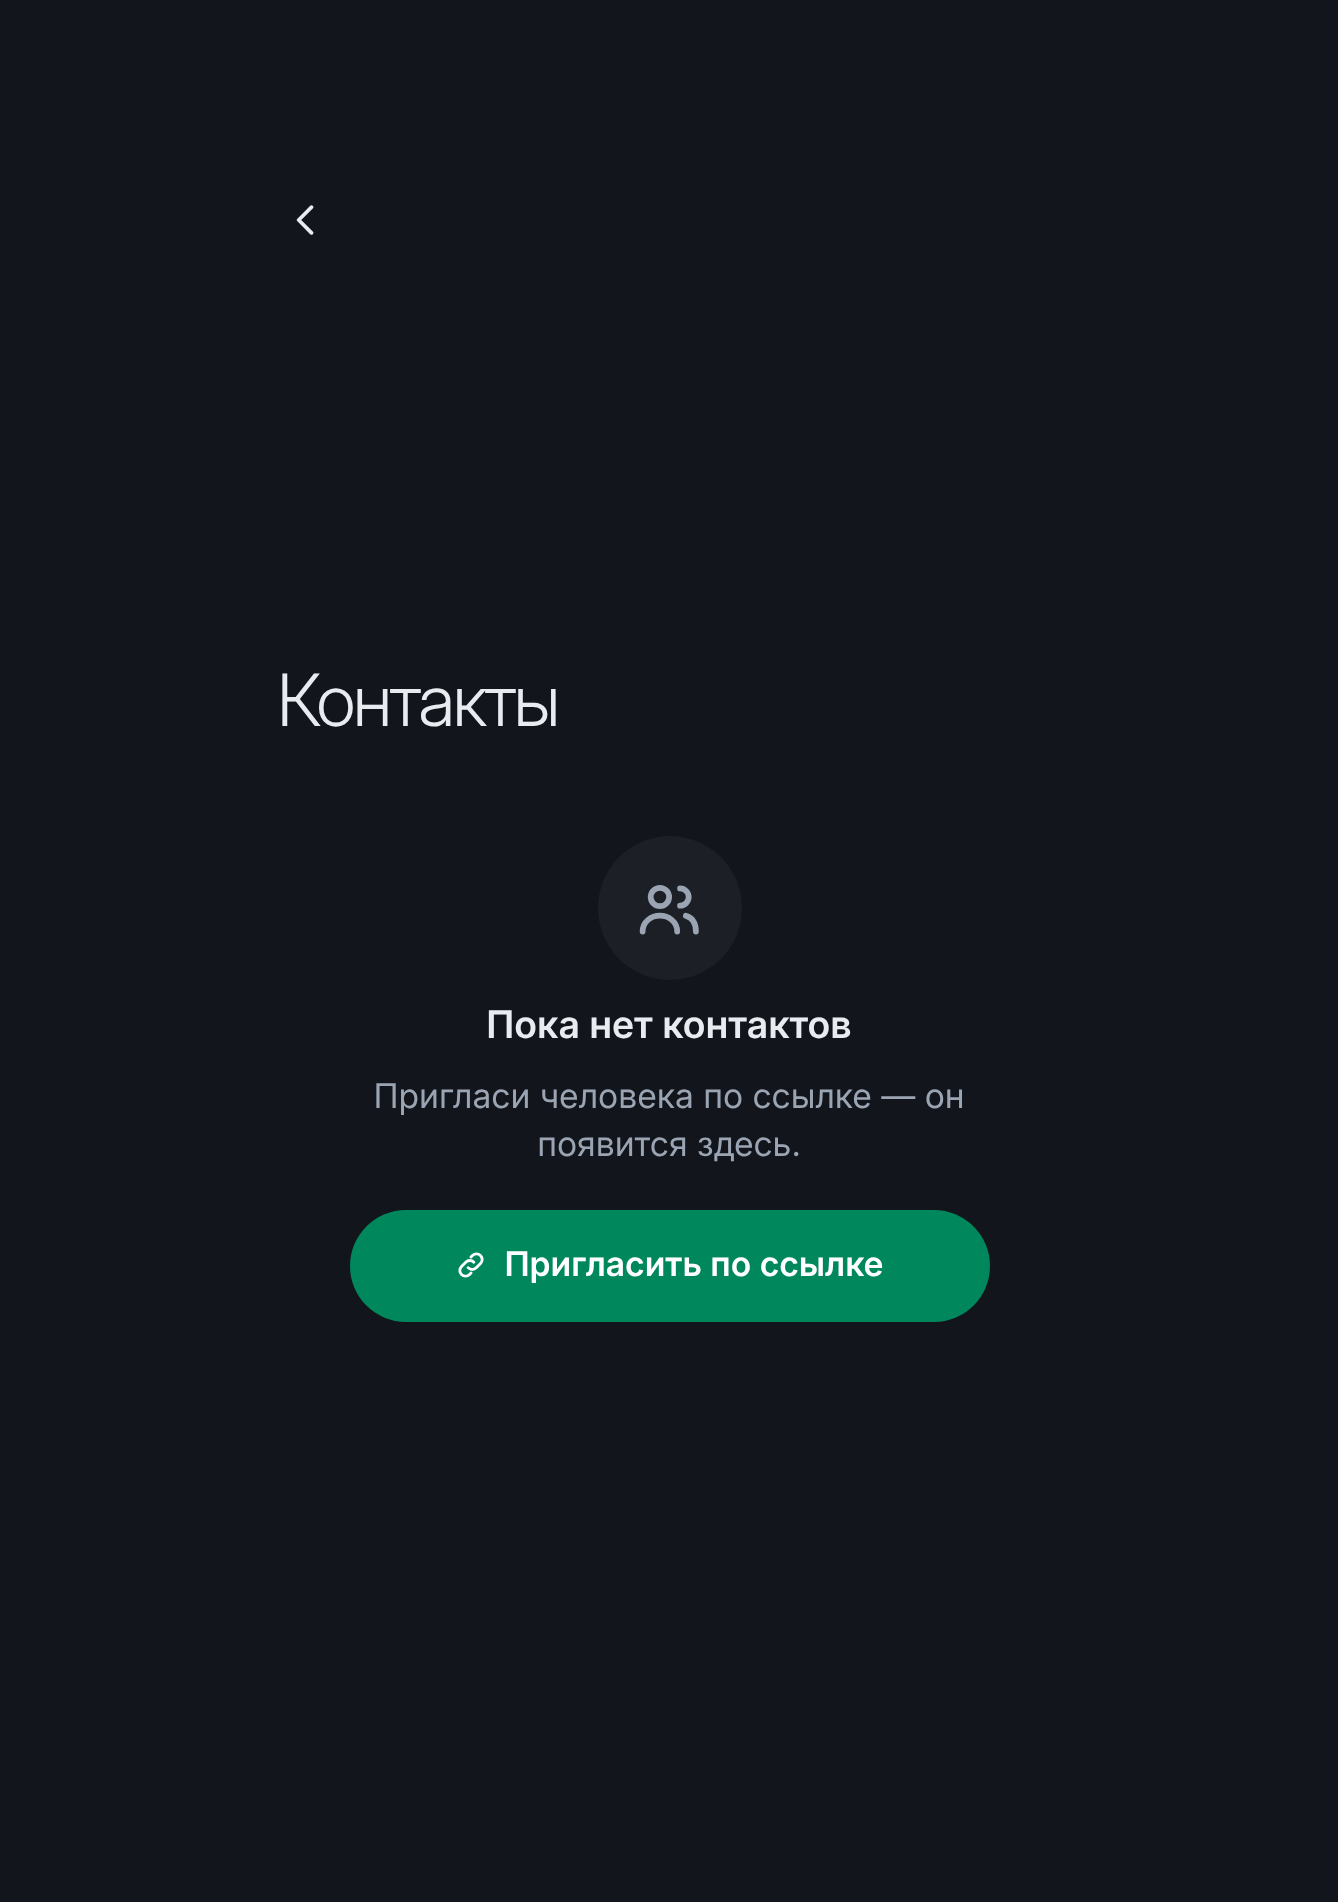 Контакты
Пока нет контактов
Пригласи человека по ссылке — он
появится здесь.
Пригласить по ссылке